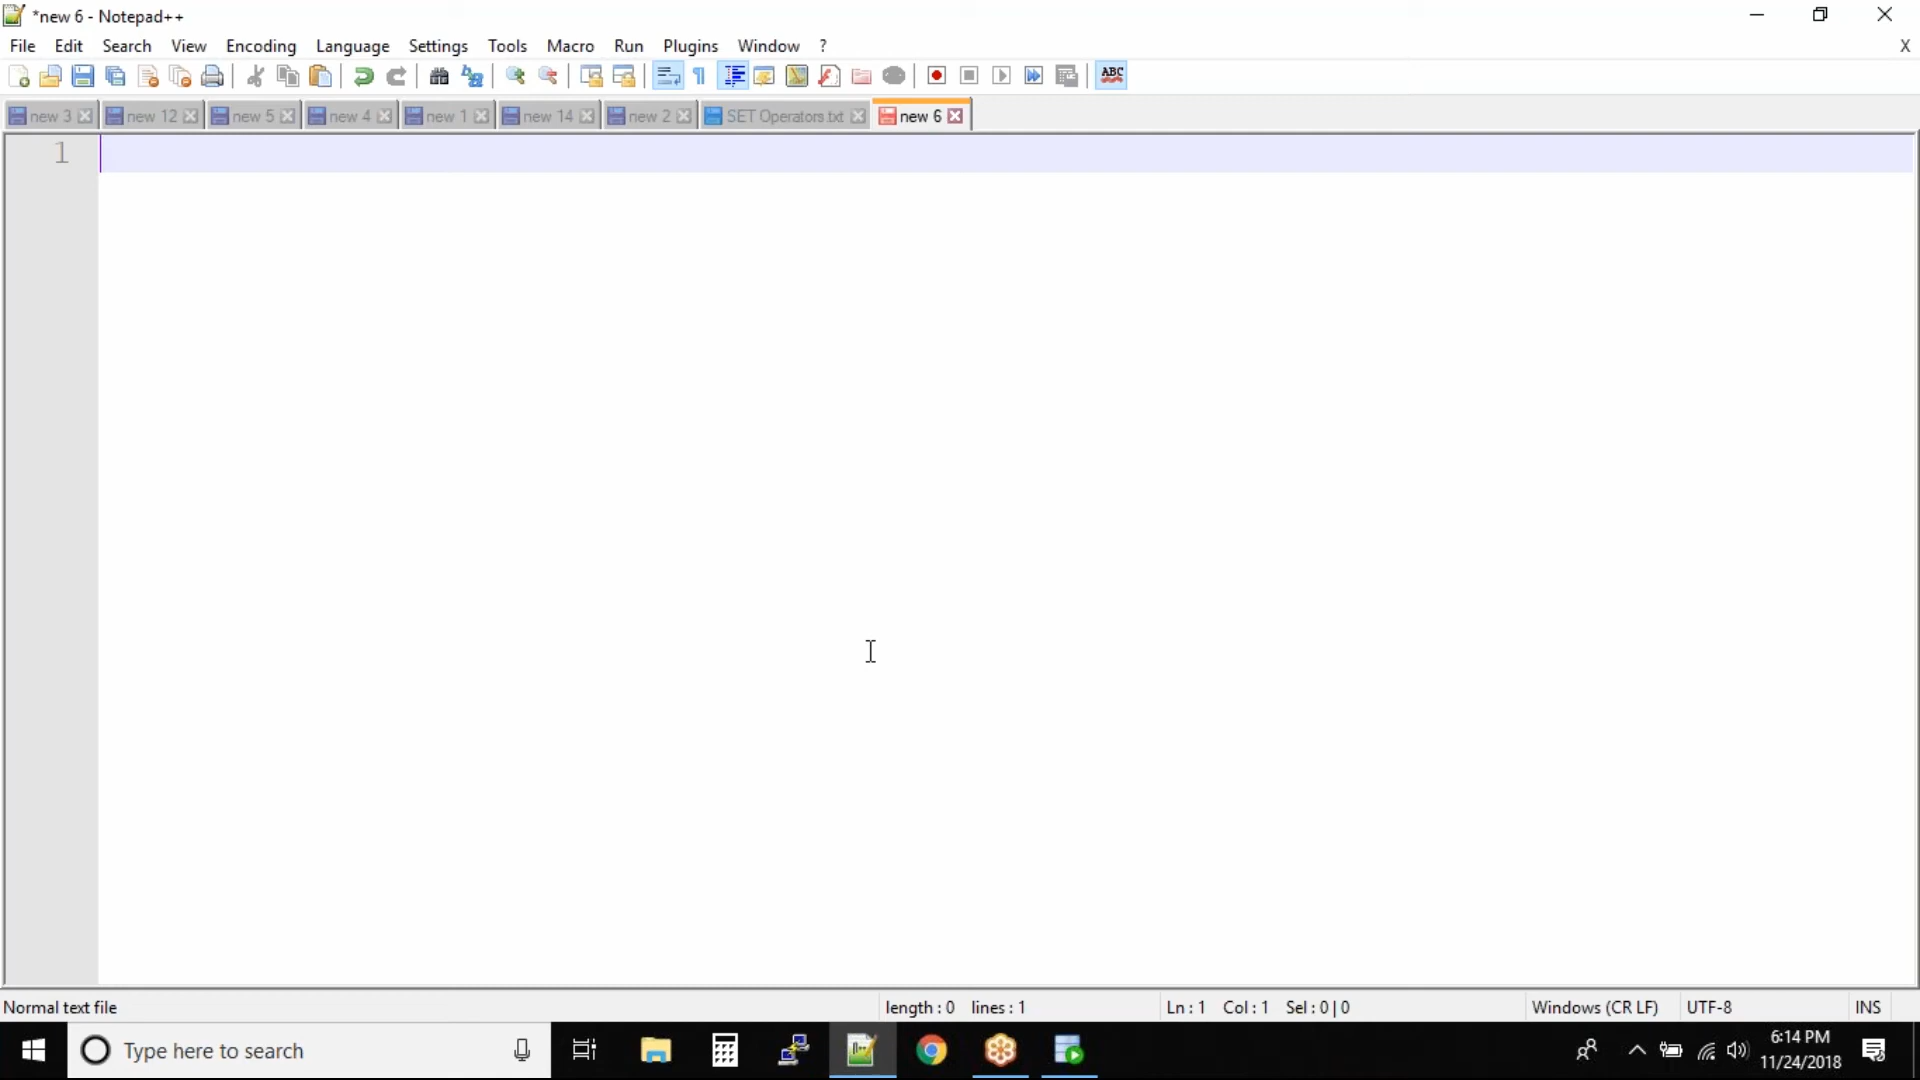 *new 6 - Notepad++
File Edit Search View Encoding Language Settings Tools Macro Run Plugins Window ? X
ABC
new 3 new 12 new 5 new 4 new 1 new 14 new 2 SET Operators.txt new 6
1
Normal text file length : 0 lines : 1 Ln : 1 Col : 1 Sel : 0 | 0 Windows (CR LF) UTF-8 INS
Type here to search
6:14 PM
11/24/2018